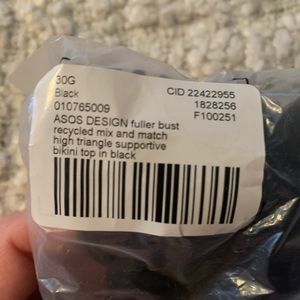 30G
Black CID 22422955
010765009 1828256
ASOS DESIGN fuller bust F100251
recycled mix and match
high triangle supportive
bikini top in black